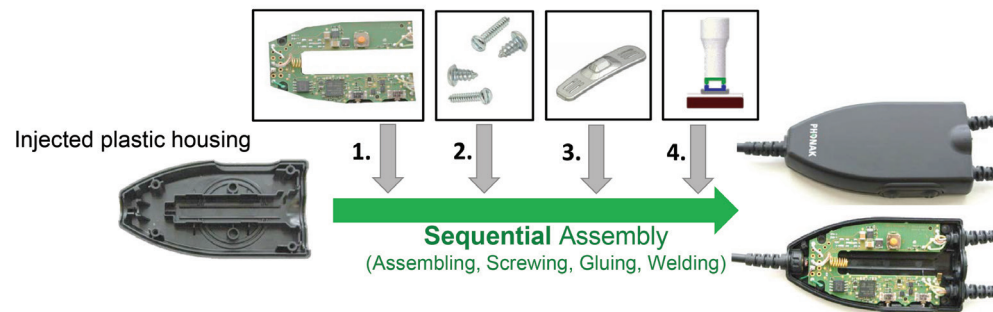 1.
2.
3.
4.
Injected plastic housing
PHONAK
Sequential Assembly
(Assembling, Screwing, Gluing, Welding)